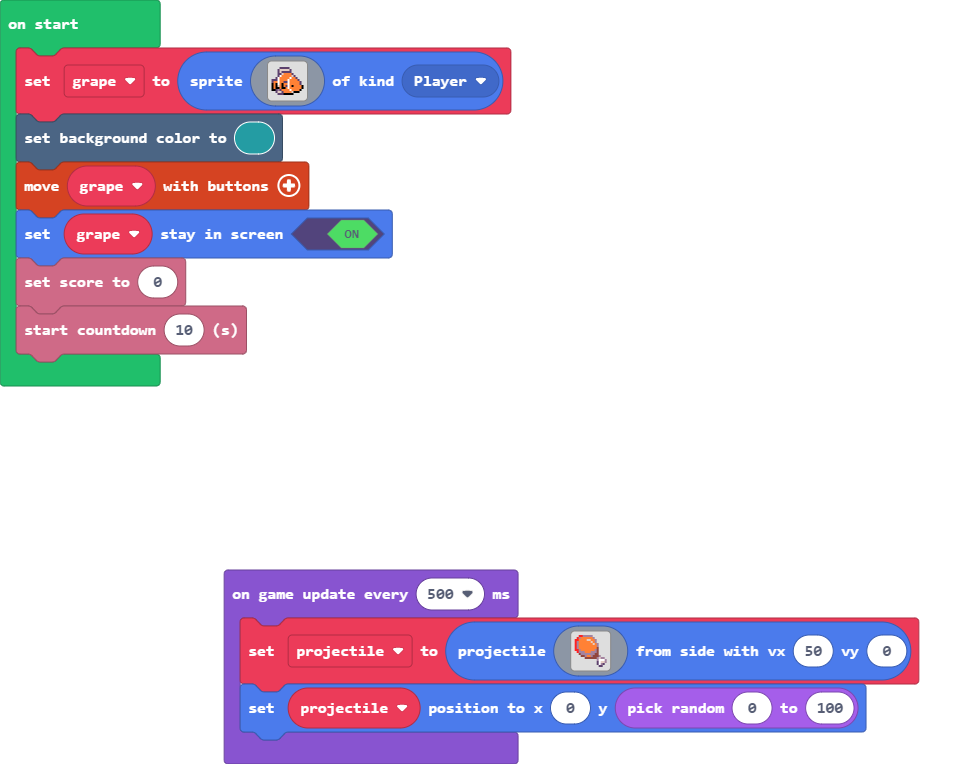 on start
set grape to sprite of kind Player
set background color to
move grape with buttons
set grape stay in screen ON
set score to 0
start countdown 10 (s)
on game update every 500 ms
set projectile to projectile from side with vx 50 vy 0
set projectile position to x 0 y pick random 0 to 100